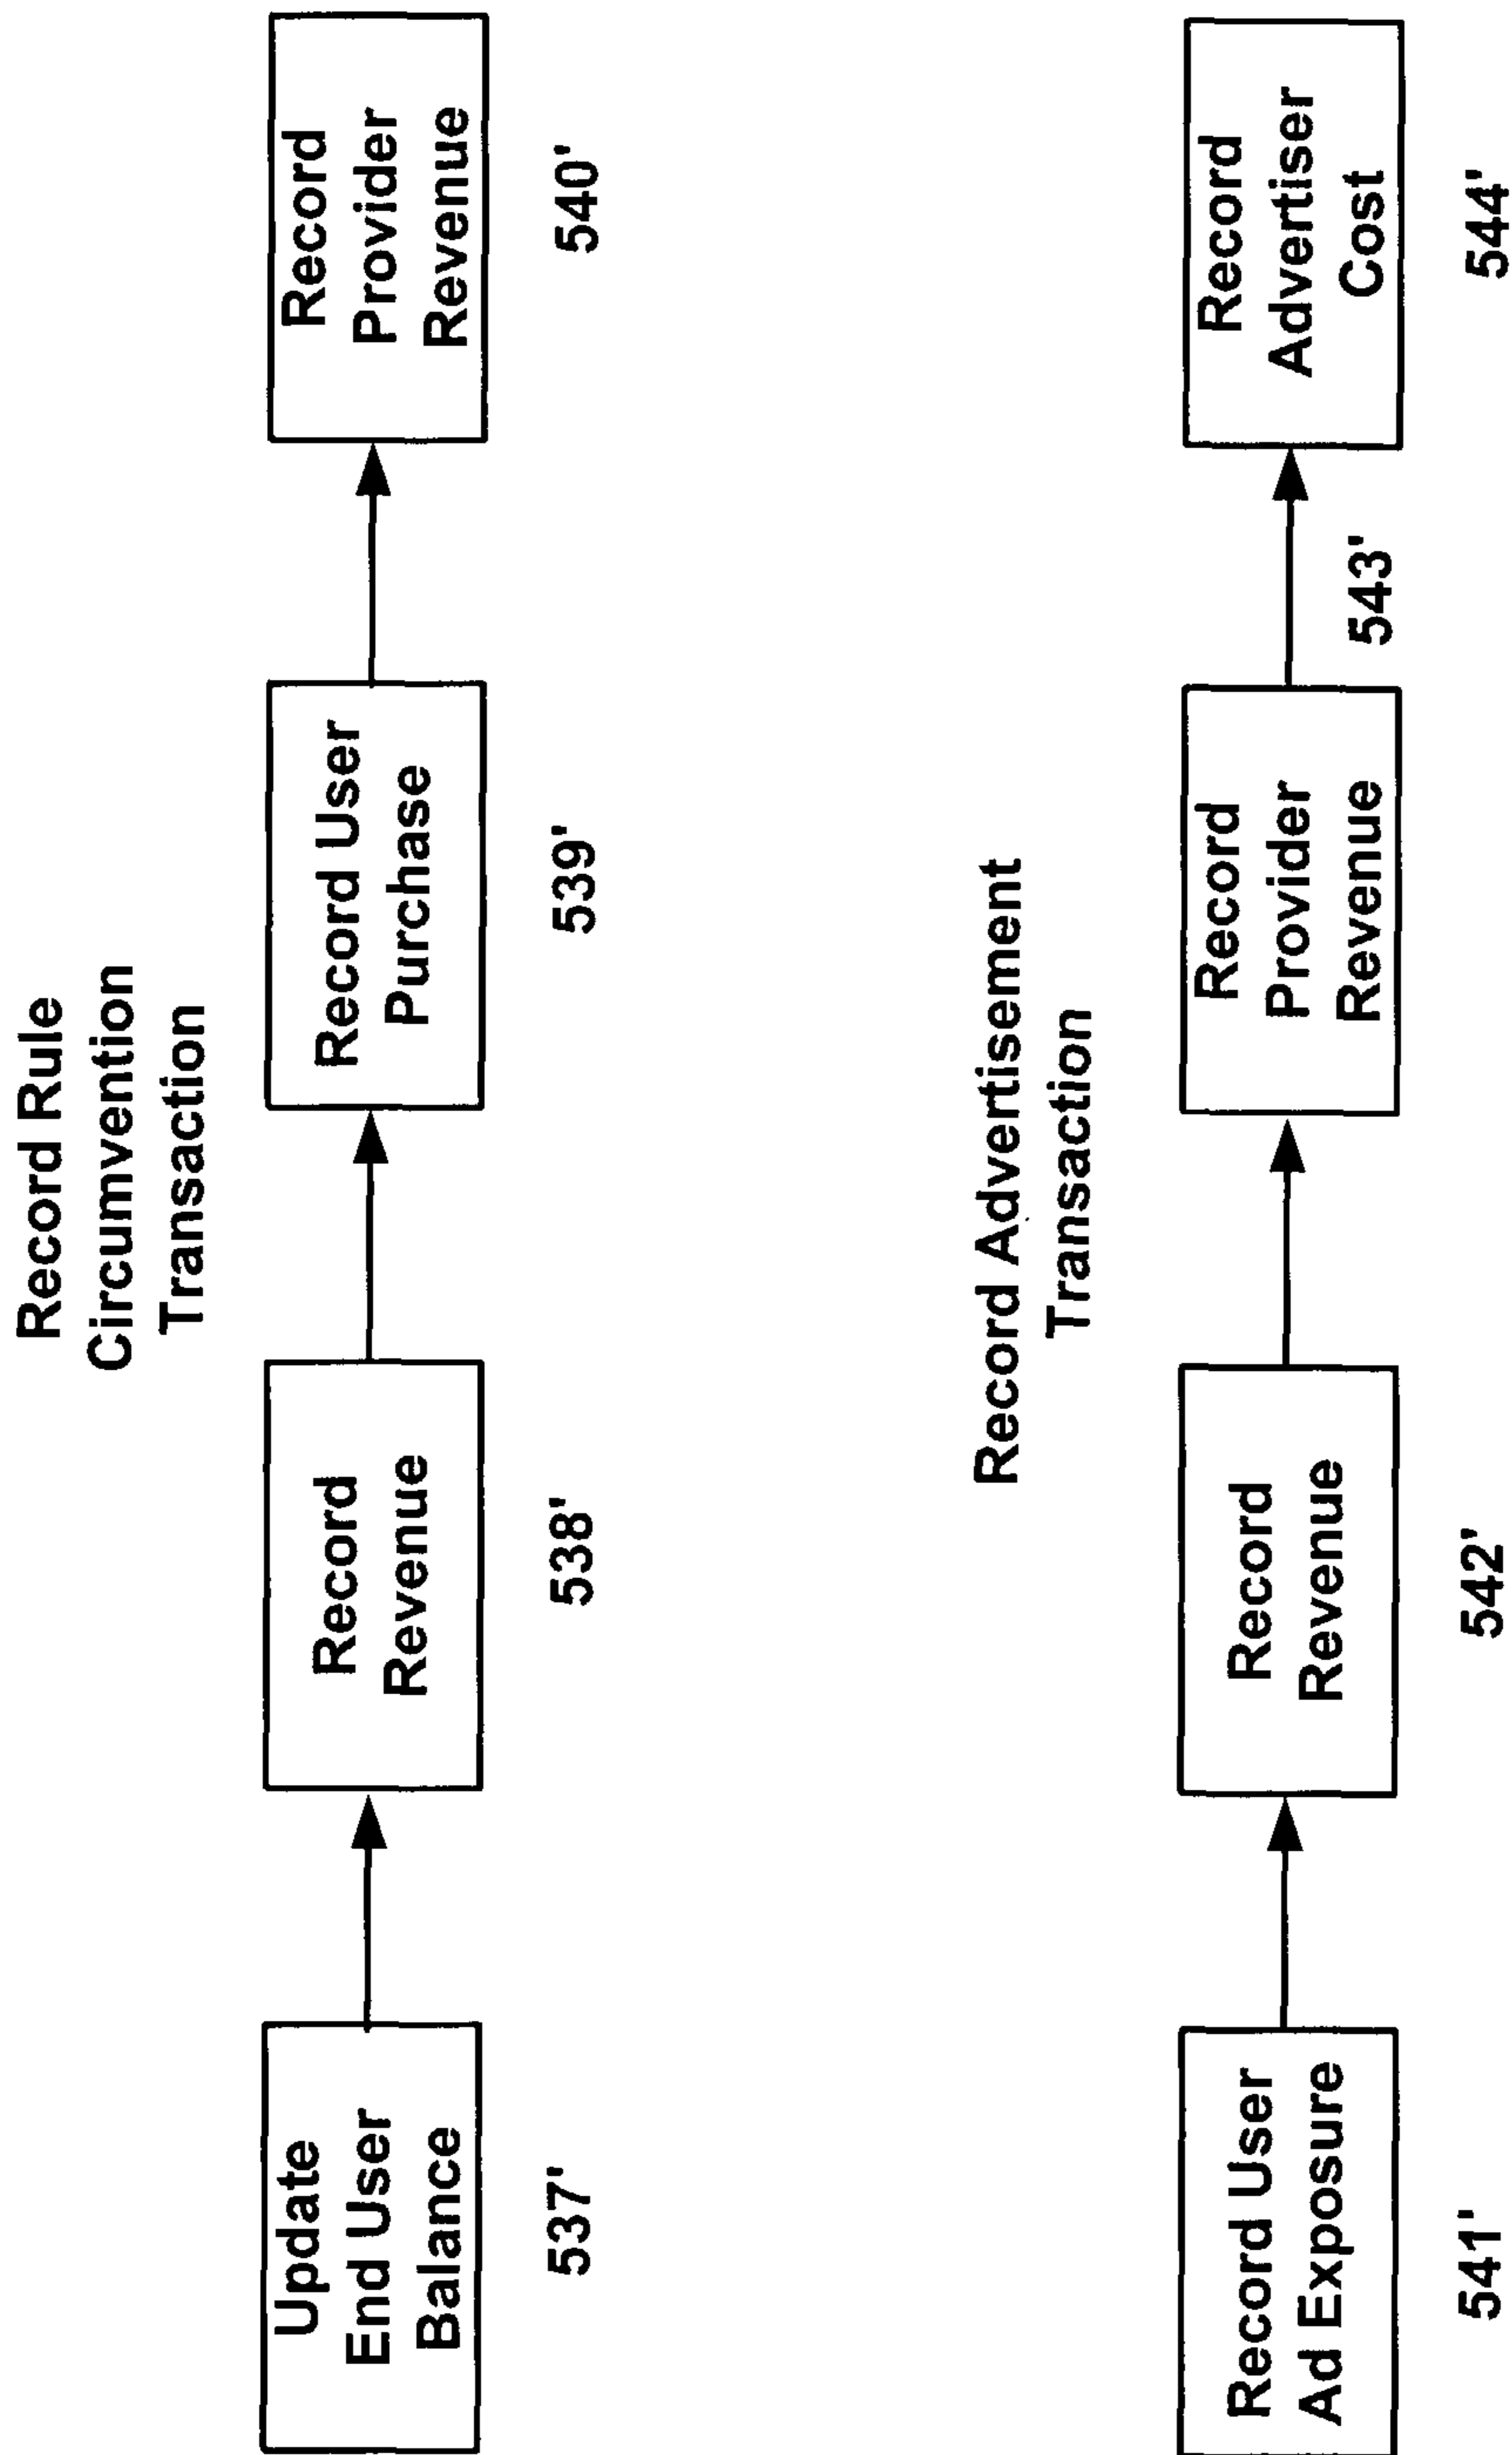 Record Rule
Circumvention
Transaction
Update
End User
Balance
537'
Record
Revenue
538'
Record User
Purchase
539'
Record
Provider
Revenue
540'
Record Advertisement
Transaction
Record User
Ad Exposure
541'
Record
Revenue
542'
Record
Provider
Revenue
543'
Record
Advertiser
Cost
544'